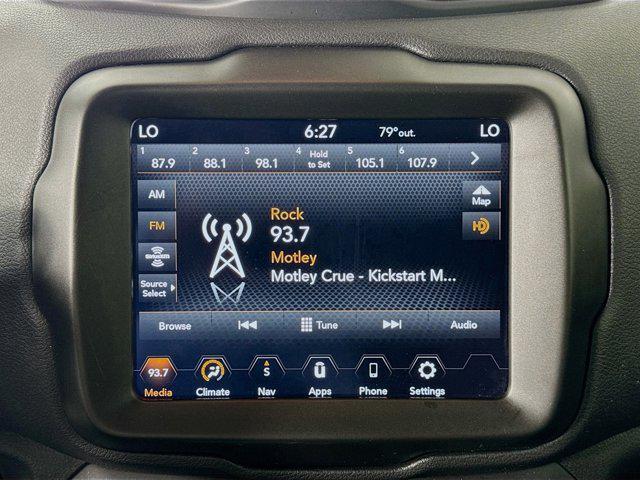 LO 6:27 79°out. LO
1 2 3 4 Hold 5 6
87.9 88.1 98.1 to Set 105.1 107.9
AM
Map
Rock
FM
HD
93.7
siriusxm
Motley
Motley Crue - Kickstart M...
Source
Select
Browse Tune Audio
93.7 S
Media Climate Nav Apps Phone Settings